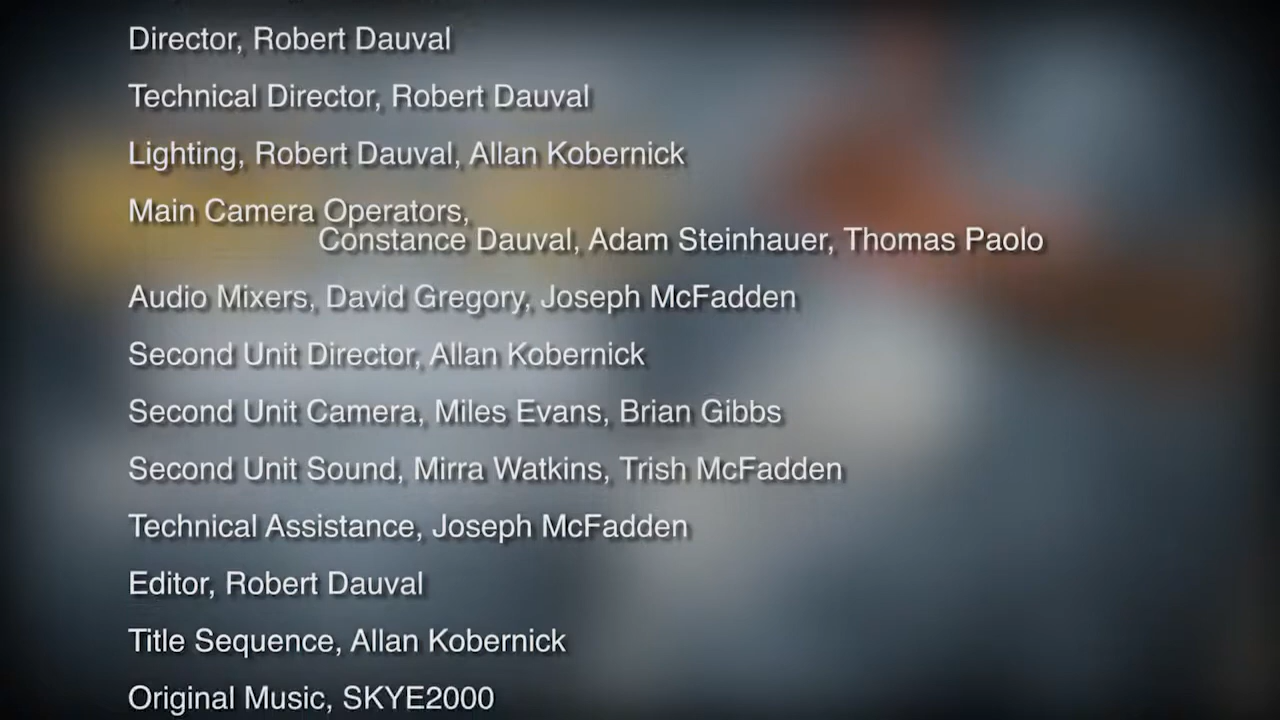 Director, Robert Dauval
Technical Director, Robert Dauval
Lighting, Robert Dauval, Allan Kobernick
Main Camera Operators,
Constance Dauval, Adam Steinhauer, Thomas Paolo
Audio Mixers, David Gregory, Joseph McFadden
Second Unit Director, Allan Kobernick
Second Unit Camera, Miles Evans, Brian Gibbs
Second Unit Sound, Mirra Watkins, Trish McFadden
Technical Assistance, Joseph McFadden
Editor, Robert Dauval
Title Sequence, Allan Kobernick
Original Music, SKYE2000